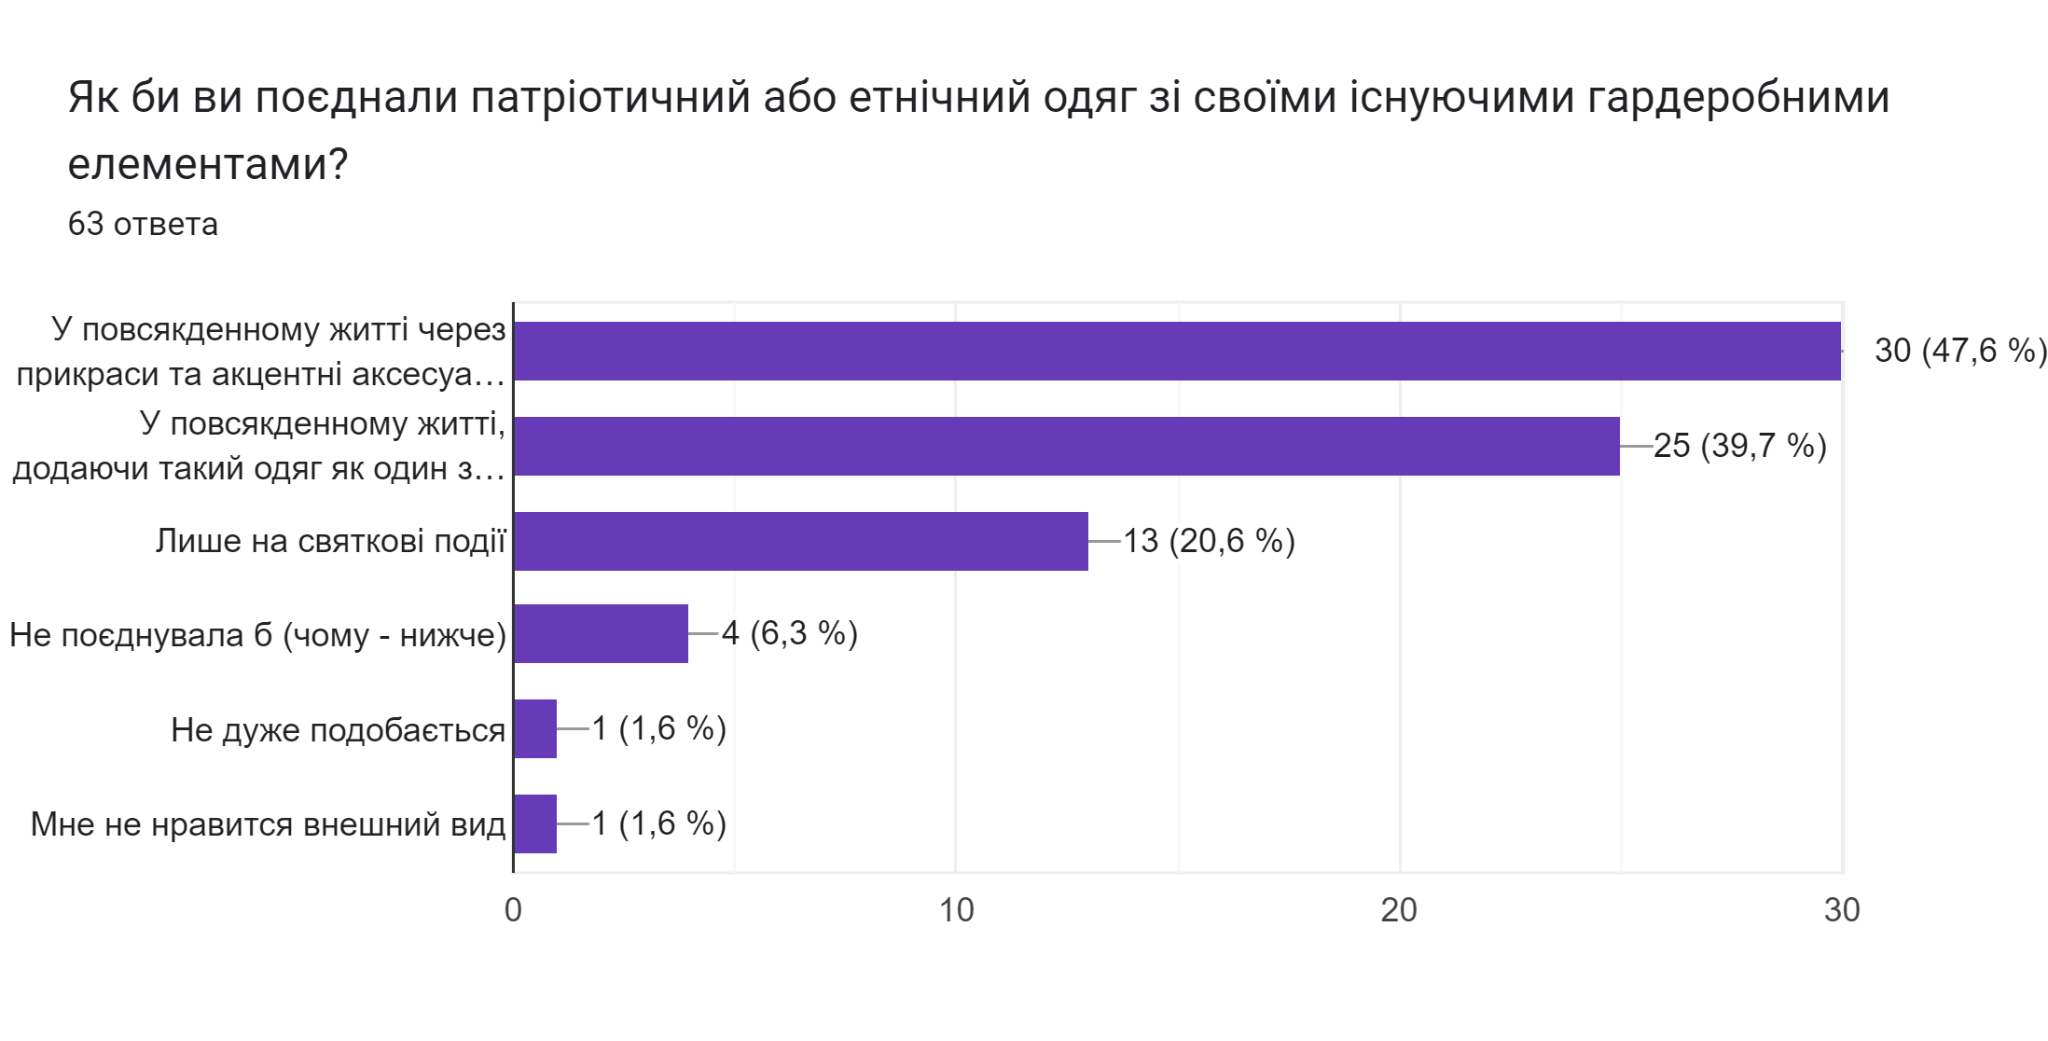 Як би ви поєднали патріотичний або етнічний одяг зі своїми існуючими гардеробними
елементами?
63 ответа
У повсякденному житті через
прикраси та акцентні аксесуа…
30 (47,6 %)
У повсякденному житті,
додаючи такий одяг як один з…
25 (39,7 %)
Лише на святкові події
13 (20,6 %)
Не поєднувала б (чому - нижче)
4 (6,3 %)
Не дуже подобається
1 (1,6 %)
Мне не нравится внешний вид
1 (1,6 %)
0
10
20
30